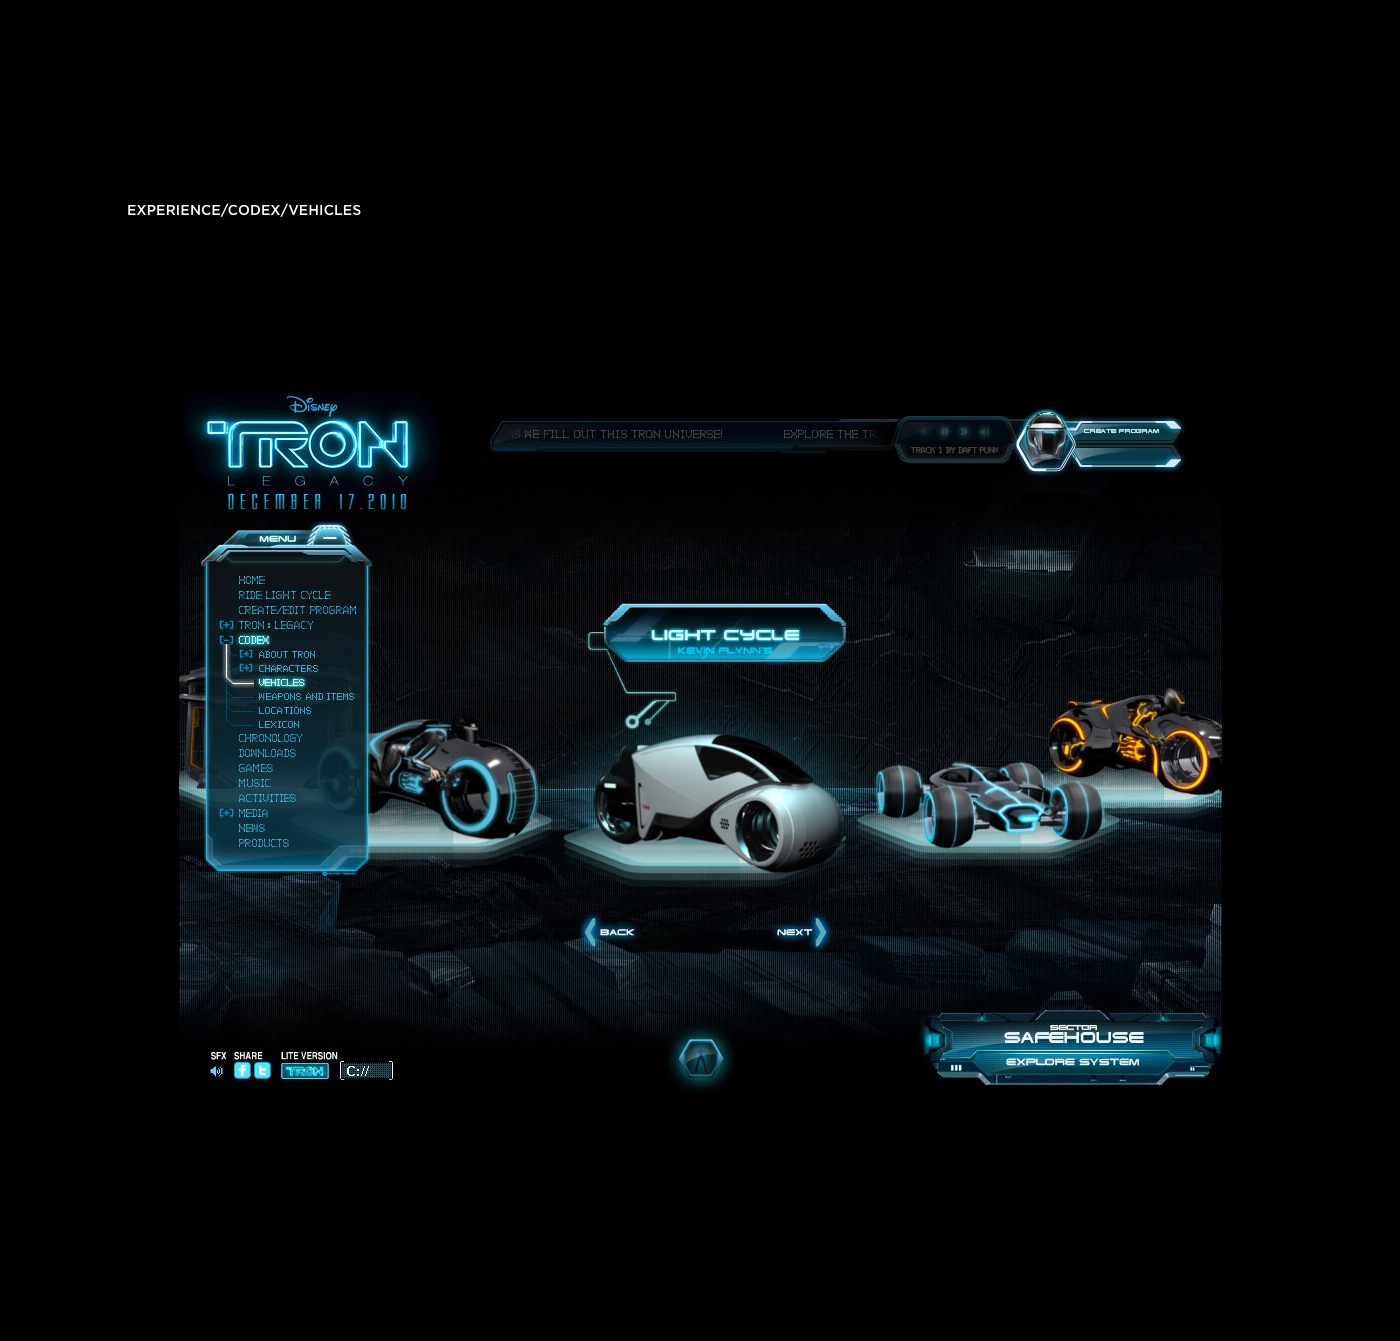 EXPERIENCE/CODEX/VEHICLES
Disney
TRON
LEGACY
DECEMBER 17.2010
S WE FILL OUT THIS TRON UNIVERSE! EXPLORE THE TR
TRACK 1 BY DAFT PUNK
CREATE PROGRAM
MENU
HOME
RIDE LIGHT CYCLE
CREATE/EDIT PROGRAM
[+] TRON : LEGACY
[-] CODEX
[+] ABOUT TRON
[+] CHARACTERS
VEHICLES
WEAPONS AND ITEMS
LOCATIONS
LEXICON
CHRONOLOGY
DOWNLOADS
GAMES
MUSIC
ACTIVITIES
[+] MEDIA
NEWS
PRODUCTS
LIGHT CYCLE
KEVIN FLYNN'S
BACK
NEXT
SECTOR
SAFEHOUSE
EXPLORE SYSTEM
SFX SHARE LITE VERSION
f t TRON C://